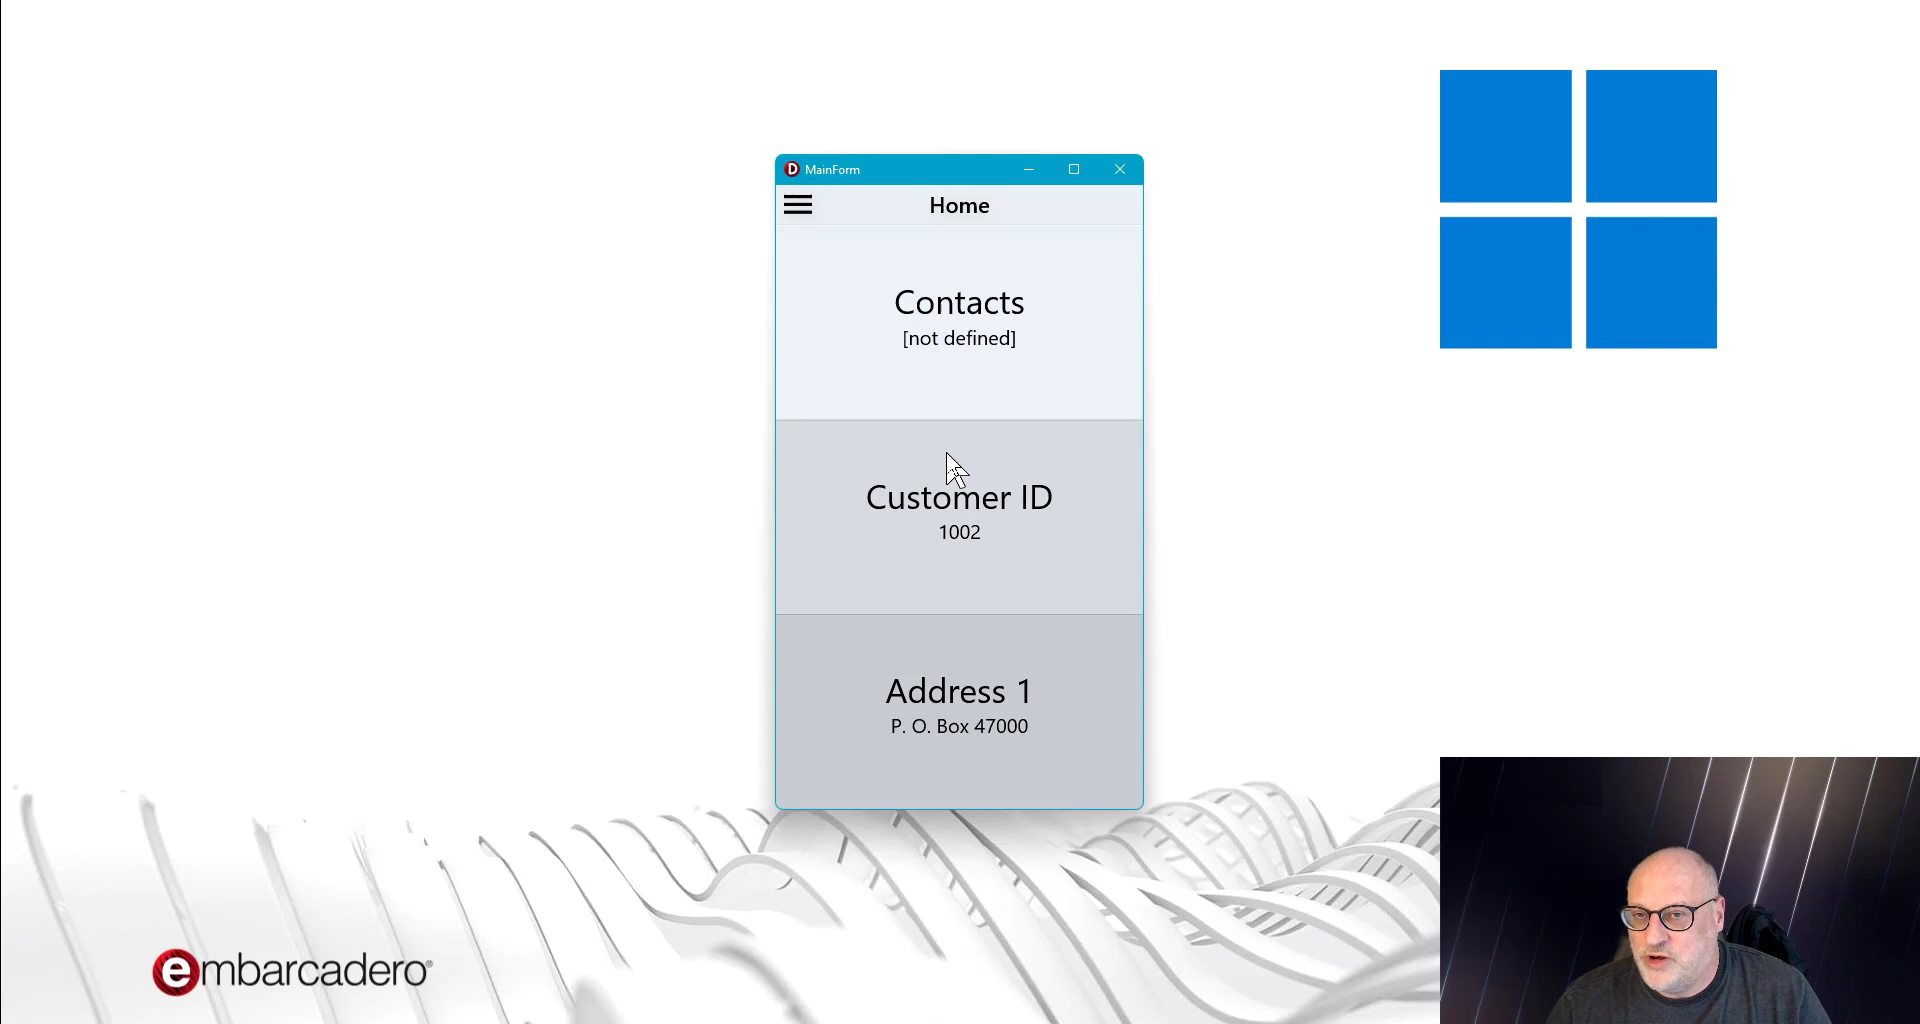 MainForm
Home
Contacts
[not defined]
Customer ID
1002
Address 1
P. O. Box 47000
embarcadero®